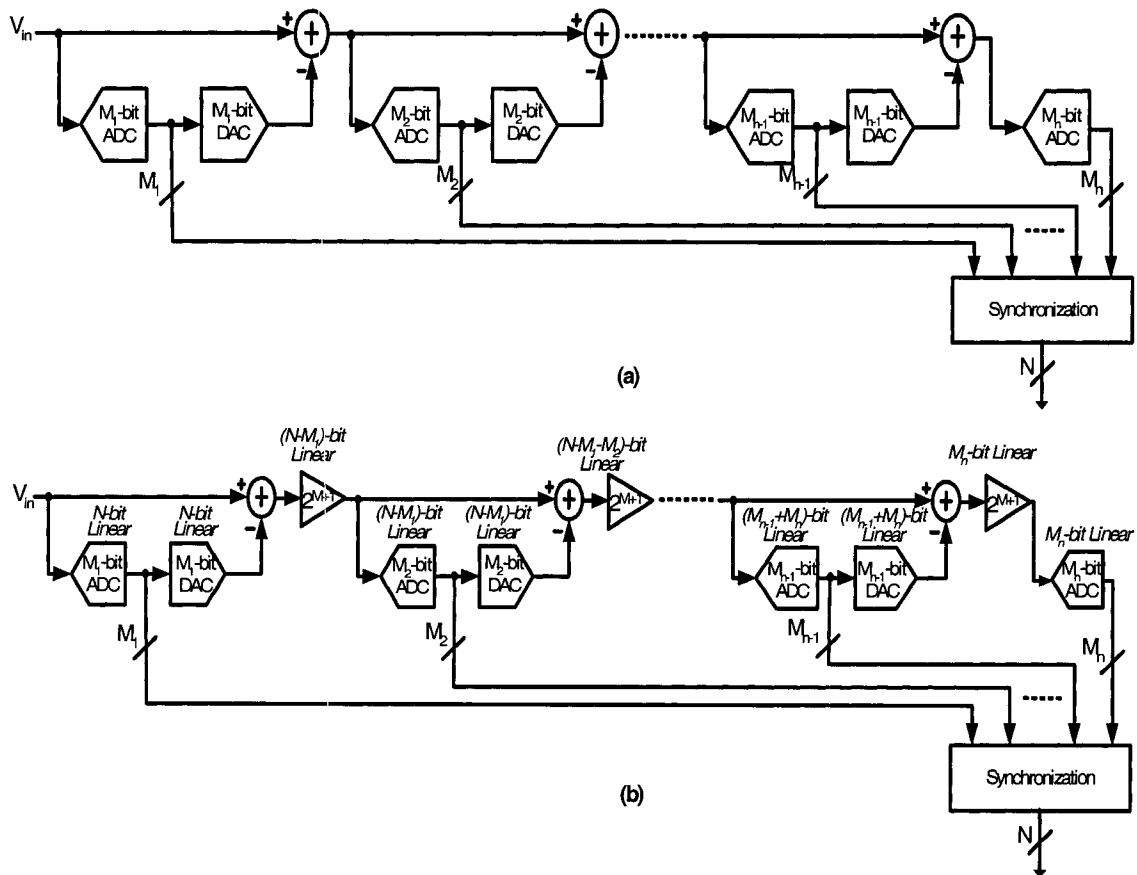 V_in + + +
- - -
M_1-bit ADC M_1-bit DAC M_2-bit ADC M_2-bit DAC M_n-1-bit ADC M_n-1-bit DAC M_n-bit ADC
M_1 M_2 M_n-1 M_n
Synchronization
N
(a)
(N-M_1)-bit Linear (N-M_1-M_2)-bit Linear M_n-bit Linear
V_in + 2^M+1 + 2^M+1 + 2^M+1
- - -
N-bit Linear N-bit Linear (N-M_1)-bit Linear (N-M_1)-bit Linear (M_n-1+M_n)-bit Linear (M_n-1+M_n)-bit Linear M_n-bit Linear
M_1-bit ADC M_1-bit DAC M_2-bit ADC M_2-bit DAC M_n-1-bit ADC M_n-1-bit DAC M_n-bit ADC
M_1 M_2 M_n-1 M_n
Synchronization
N
(b)